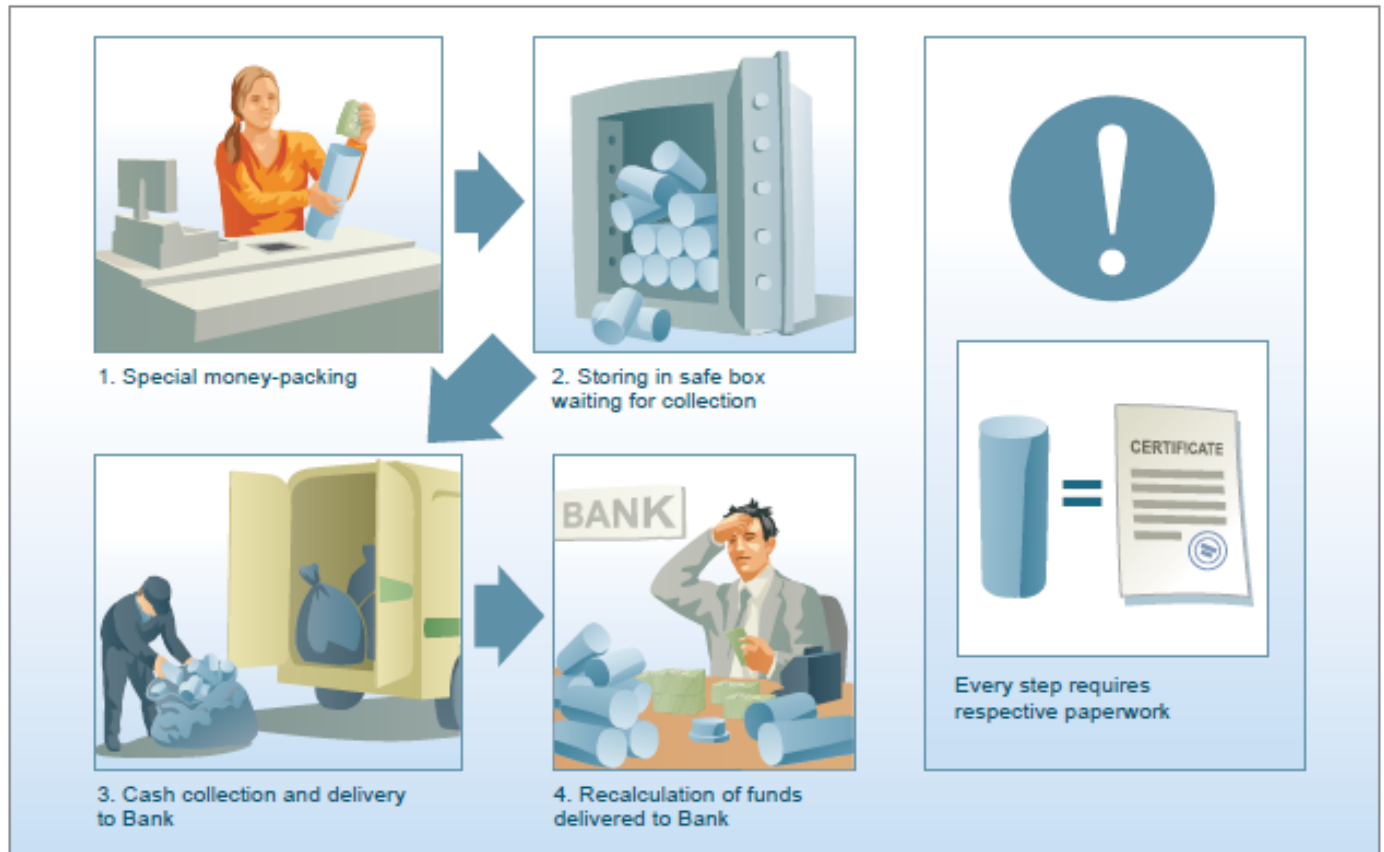 1. Special money-packing
2. Storing in safe box
waiting for collection
BANK
3. Cash collection and delivery
to Bank
4. Recalculation of funds
delivered to Bank
CERTIFICATE
Every step requires
respective paperwork